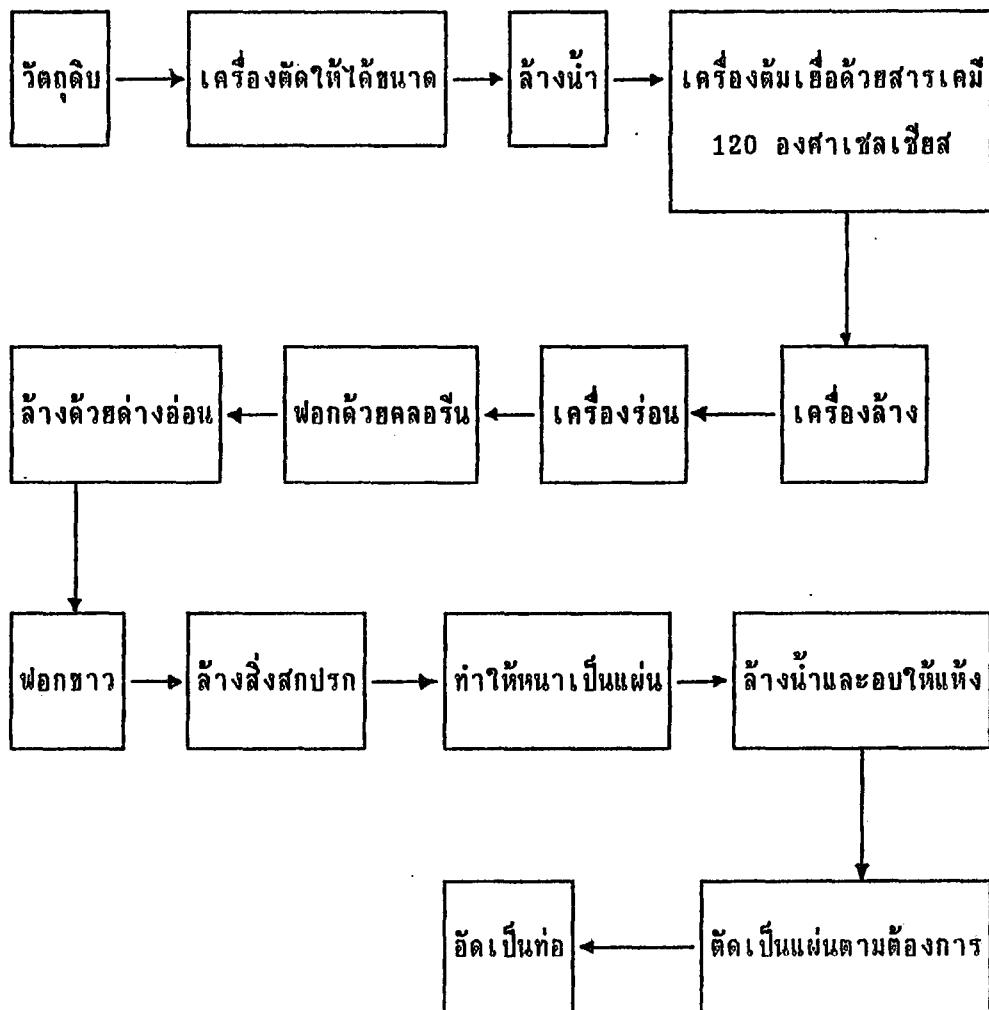 วัตถุดิบ
เครื่องตัดให้ได้ขนาด
ล้างน้ำ
เครื่องต้มเยื่อด้วยสารเคมี
120 องศาเซลเซียส
เครื่องล้าง
เครื่องร่อน
ฟอกด้วยคลอรีน
ล้างด้วยด่างอ่อน
ฟอกขาว
ล้างสิ่งสกปรก
ทำให้หนาเป็นแผ่น
ล้างน้ำและอบให้แห้ง
ตัดเป็นแผ่นตามต้องการ
อัดเป็นท่อ